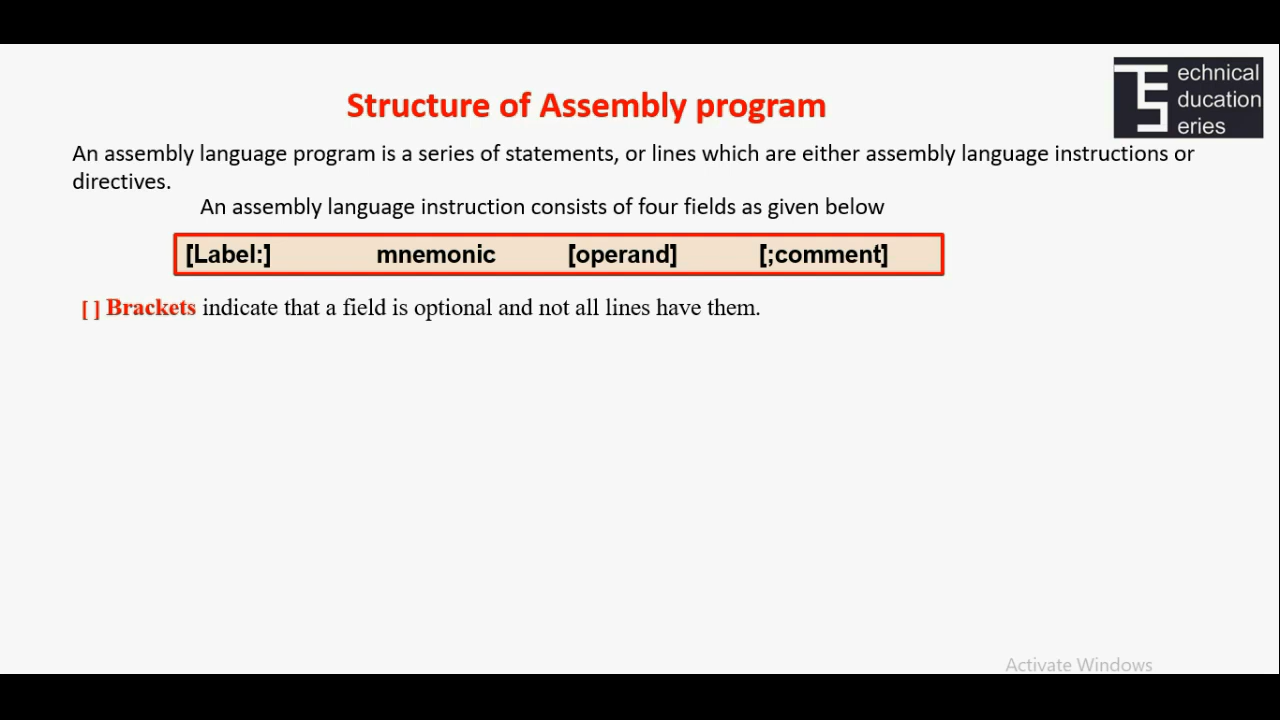 Structure of Assembly program
echnical
ducation
eries
An assembly language program is a series of statements, or lines which are either assembly language instructions or
directives.
An assembly language instruction consists of four fields as given below
[Label:] mnemonic [operand] [;comment]
[ ] Brackets indicate that a field is optional and not all lines have them.
Activate Windows